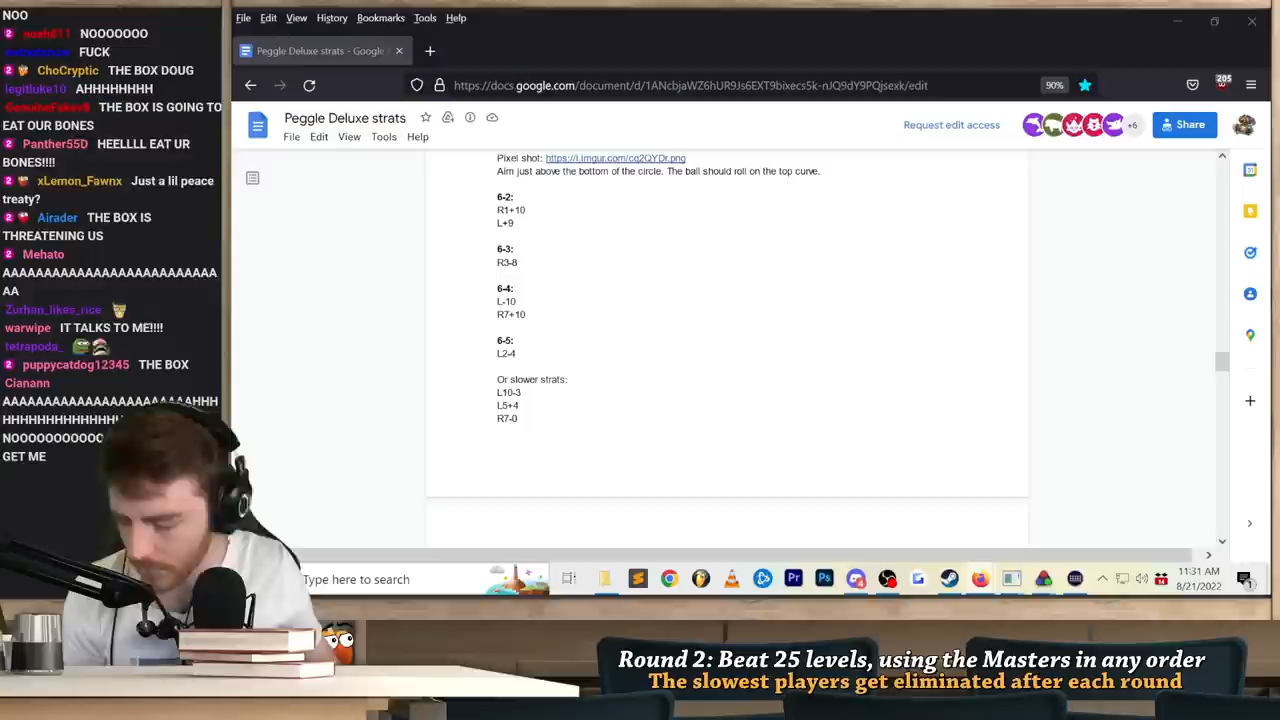 NOO
noah811 NOOOOOOO
FUCK
ChoCryptic THE BOX DOUG
legitluke10 AHHHHHHH
THE BOX IS GOING TO
EAT OUR BONES
Panther55D HEELLLL EAT UR
BONES!!!!
xLemon_Fawnx Just a lil peace
treaty?
Airader THE BOX IS
THREATENING US
Mehato
AAAAAAAAAAAAAAAAAAAAAAAAAA
AA
Zurhan_likes_rice
warwipe IT TALKS TO ME!!!!
tetrapoda_
puppycatdog12345 THE BOX
Cianann
AAAAAAAAAAAAAAAAAAAAAAHHH
HHHHHHHHHHHHHH
NOOOOOOOOOO
GET ME
File Edit View History Bookmarks Tools Help
Peggle Deluxe strats - Google
https://docs.google.com/document/d/1ANcbjaWZ6hUR9Js6EXT9bixecs5k-nJQ9dY9PQjsexk/edit
90%
205
Peggle Deluxe strats
File Edit View Tools Help
Request edit access
+6
Share
Pixel shot: https://i.imgur.com/cq2QYDr.png
Aim just above the bottom of the circle. The ball should roll on the top curve.
6-2:
R1+10
L+9
6-3:
R3-8
6-4:
L-10
R7+10
6-5:
L2-4
Or slower strats:
L10-3
L5+4
R7-0
Type here to search
11:31 AM
8/21/2022
Round 2: Beat 25 levels, using the Masters in any order
The slowest players get eliminated after each round